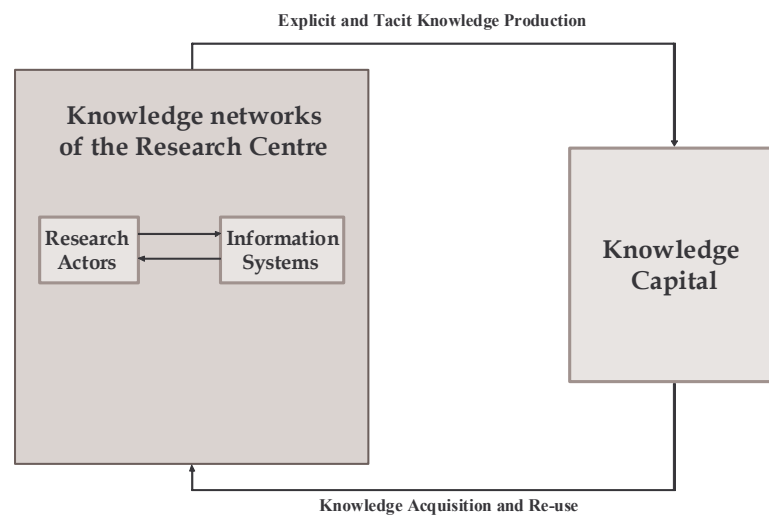 Explicit and Tacit Knowledge Production
Knowledge networks
of the Research Centre
Research
Actors
Information
Systems
Knowledge
Capital
Knowledge Acquisition and Re-use